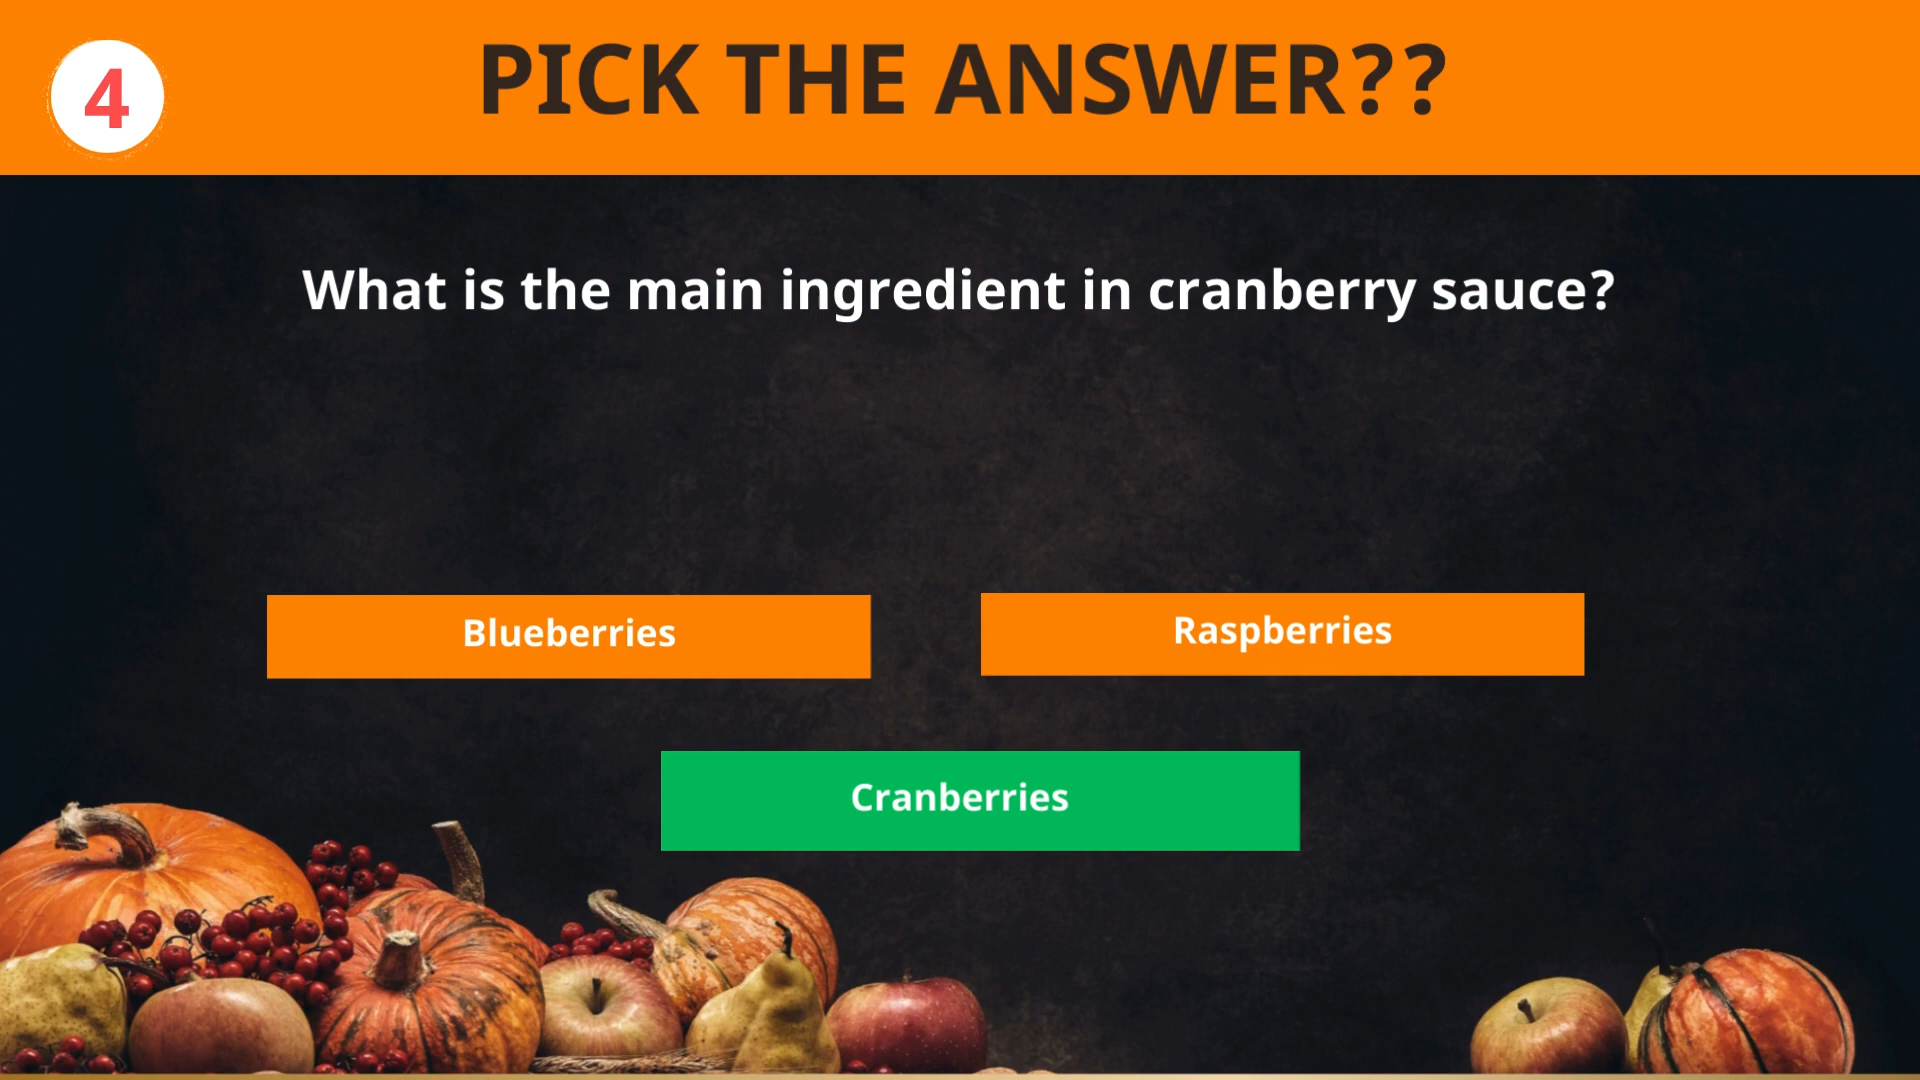 4
PICK THE ANSWER??
What is the main ingredient in cranberry sauce?
Blueberries
Raspberries
Cranberries